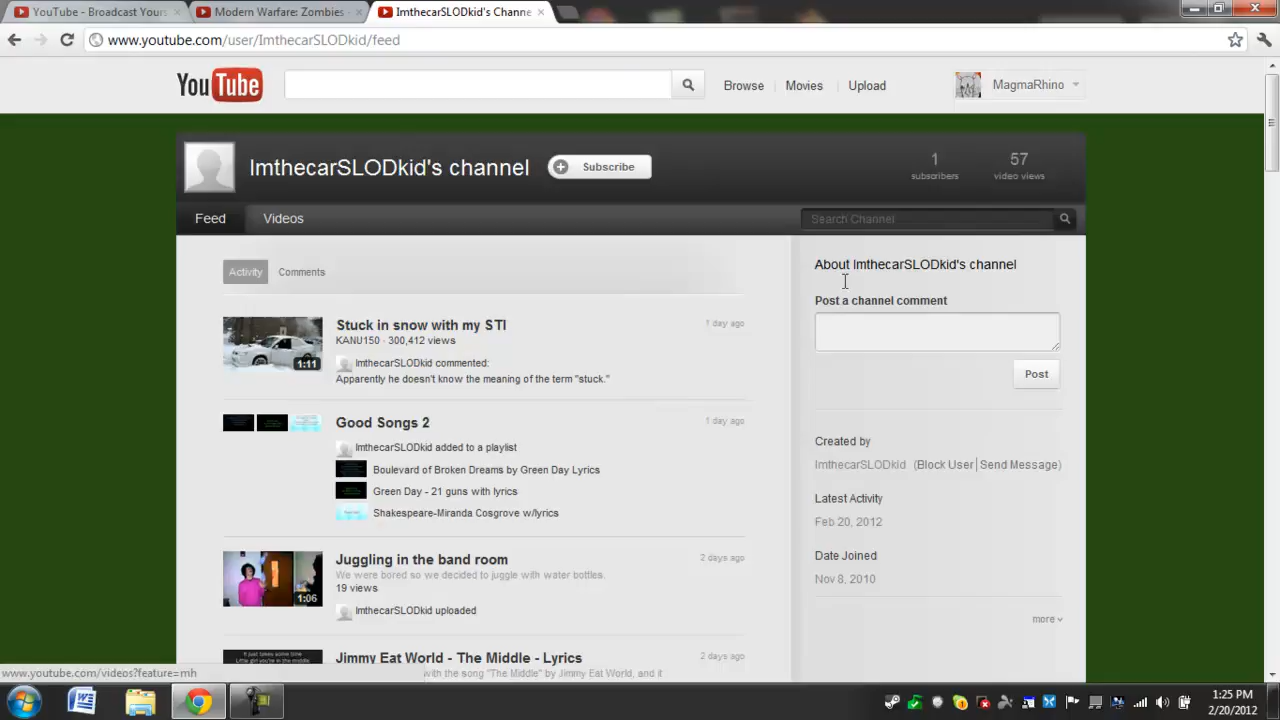 YouTube - Broadcast Yours
Modern Warfare: Zombies -
ImthecarSLODkid's Channe
www.youtube.com/user/ImthecarSLODkid/feed
YouTube
Browse
Movies
Upload
MagmaRhino
ImthecarSLODkid's channel
Subscribe
1
subscribers
57
video views
Feed
Videos
Search Channel
Activity
Comments
Stuck in snow with my STI
1 day ago
KANU150 · 300,412 views
1:11
ImthecarSLODkid commented:
Apparently he doesn't know the meaning of the term "stuck."
Good Songs 2
1 day ago
ImthecarSLODkid added to a playlist
Boulevard of Broken Dreams by Green Day Lyrics
Green Day - 21 guns with lyrics
Shakespeare-Miranda Cosgrove w/lyrics
Juggling in the band room
2 days ago
We were bored so we decided to juggle with water bottles.
19 views
1:06
ImthecarSLODkid uploaded
Jimmy Eat World - The Middle - Lyrics
2 days ago
with the song "The Middle" by Jimmy Eat World, and it
About ImthecarSLODkid's channel
Post a channel comment
Post
Created by
ImthecarSLODkid (Block User|Send Message)
Latest Activity
Feb 20, 2012
Date Joined
Nov 8, 2010
more
www.youtube.com/videos?feature=mh
1:25 PM
2/20/2012